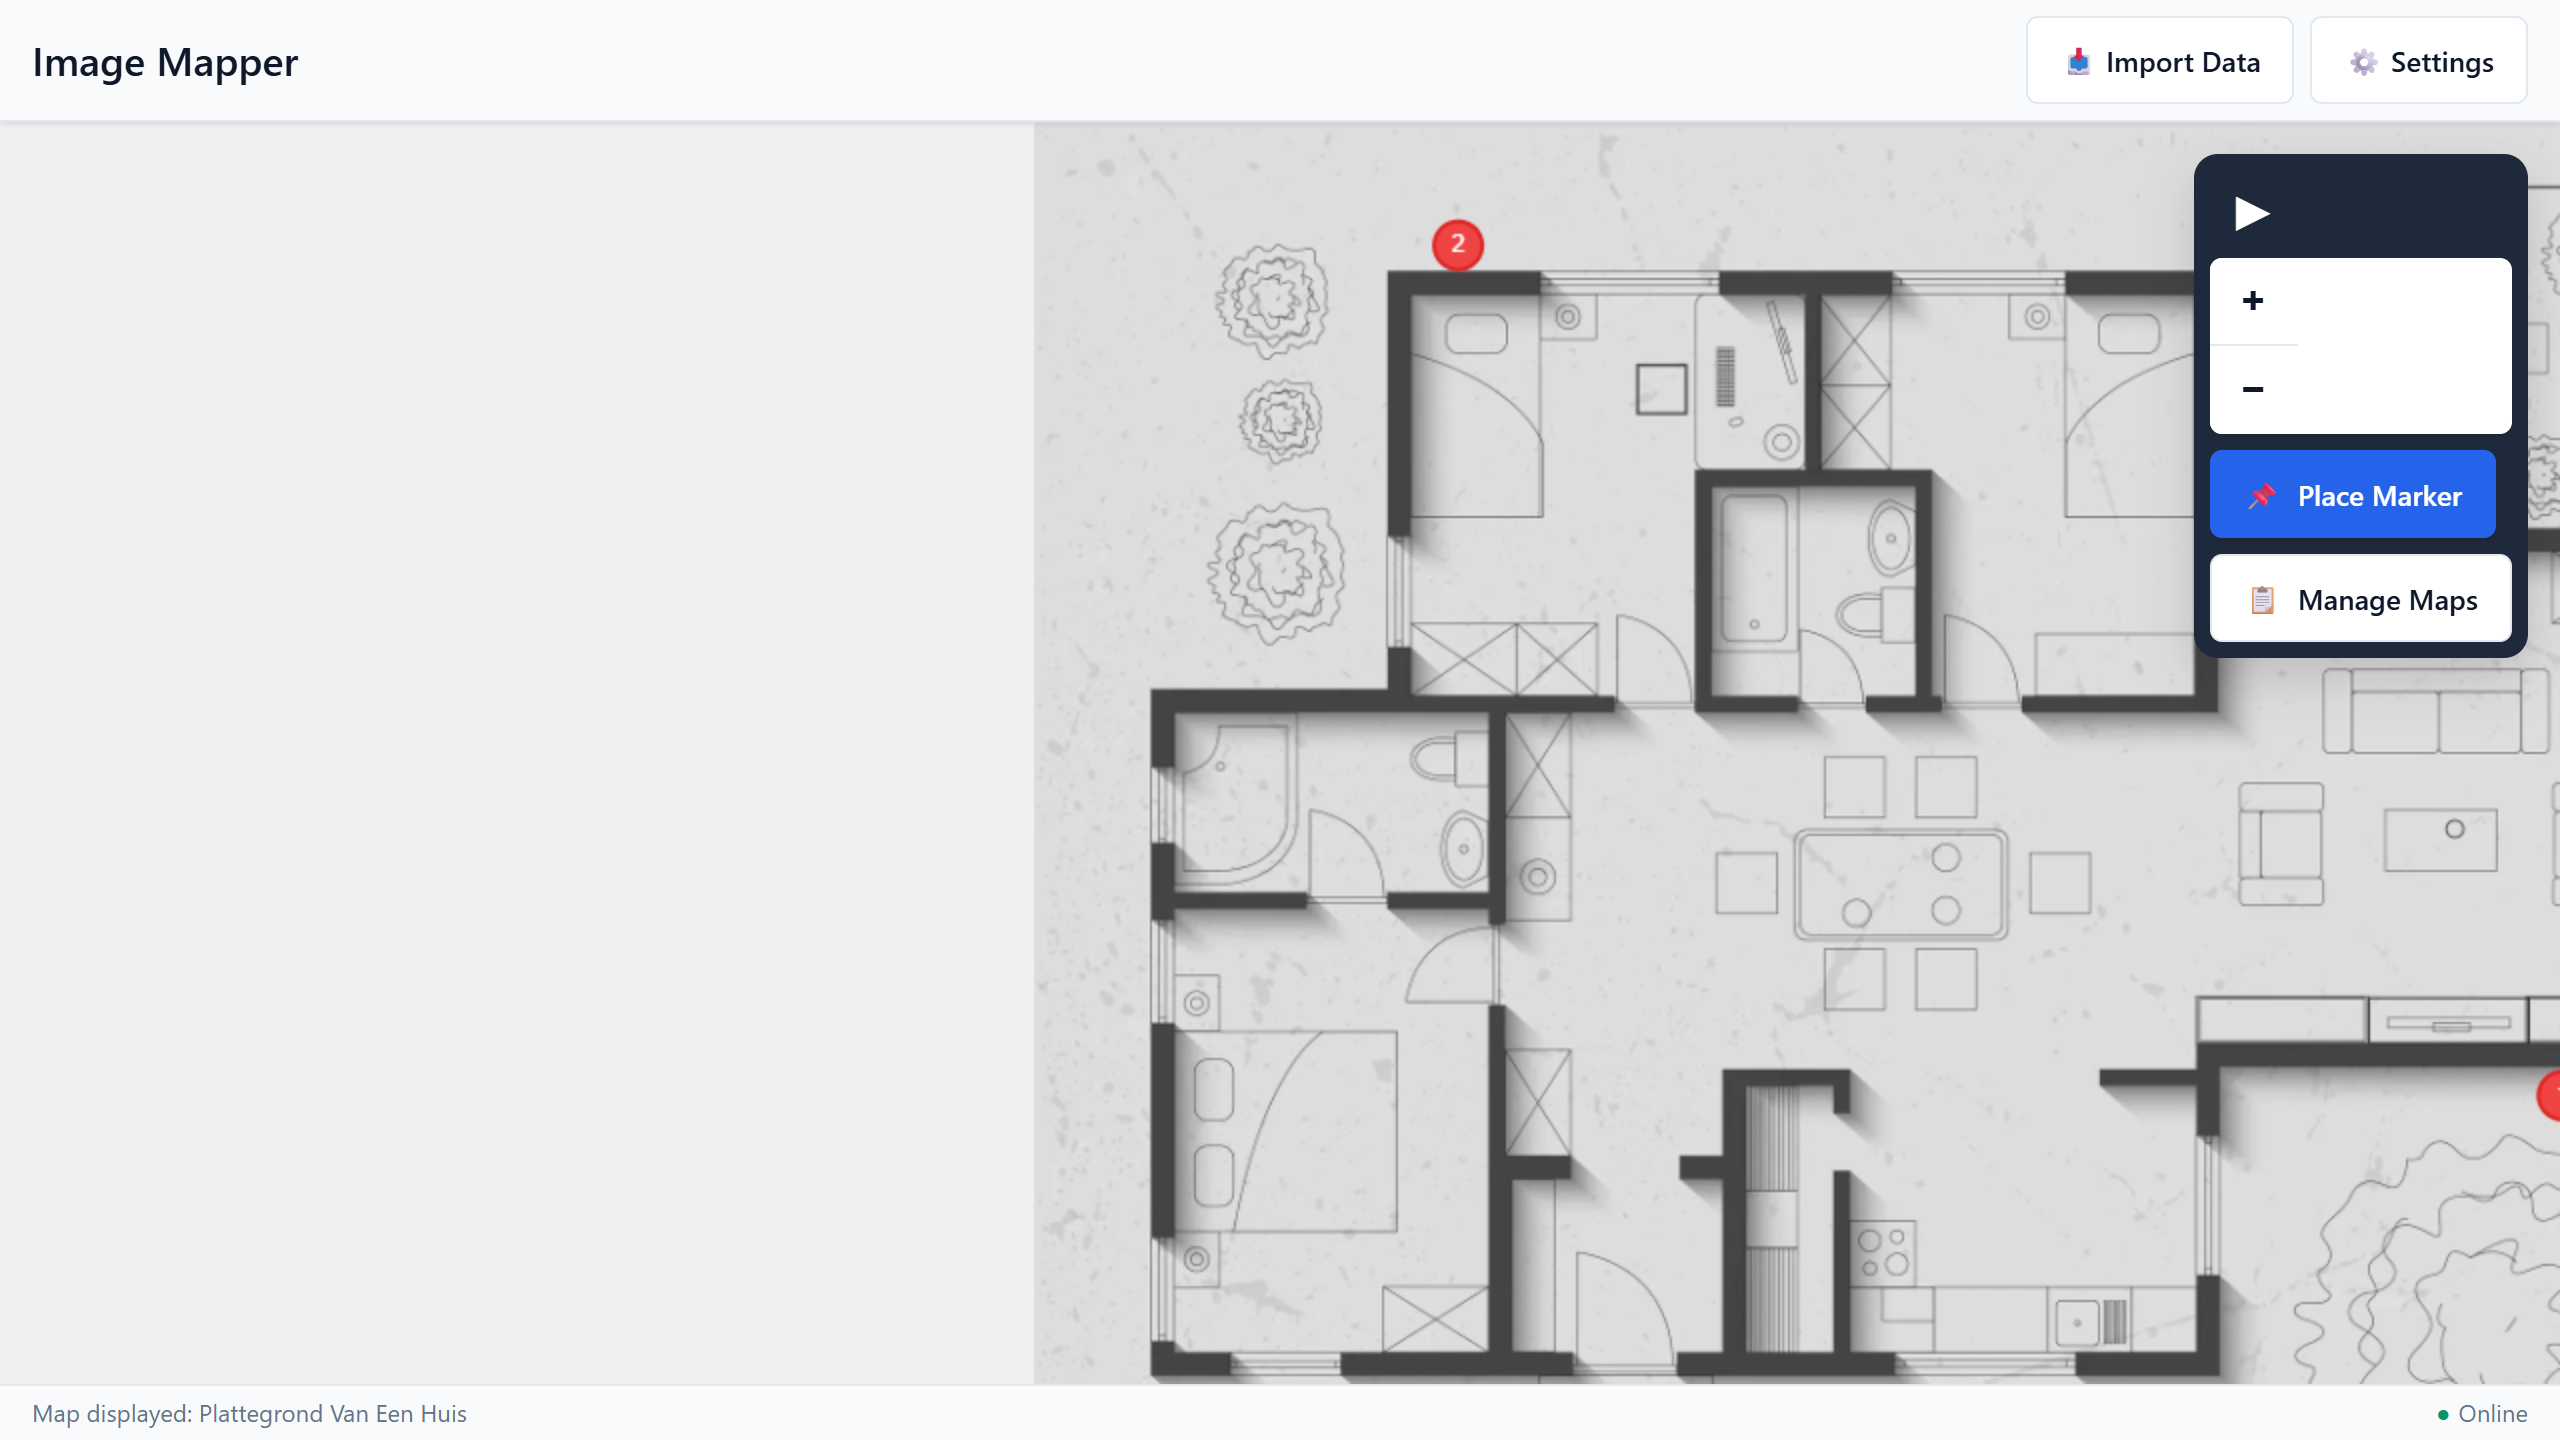 Image Mapper
Import Data
Settings
2
+
−
Place Marker
Manage Maps
Map displayed: Plattegrond Van Een Huis
Online